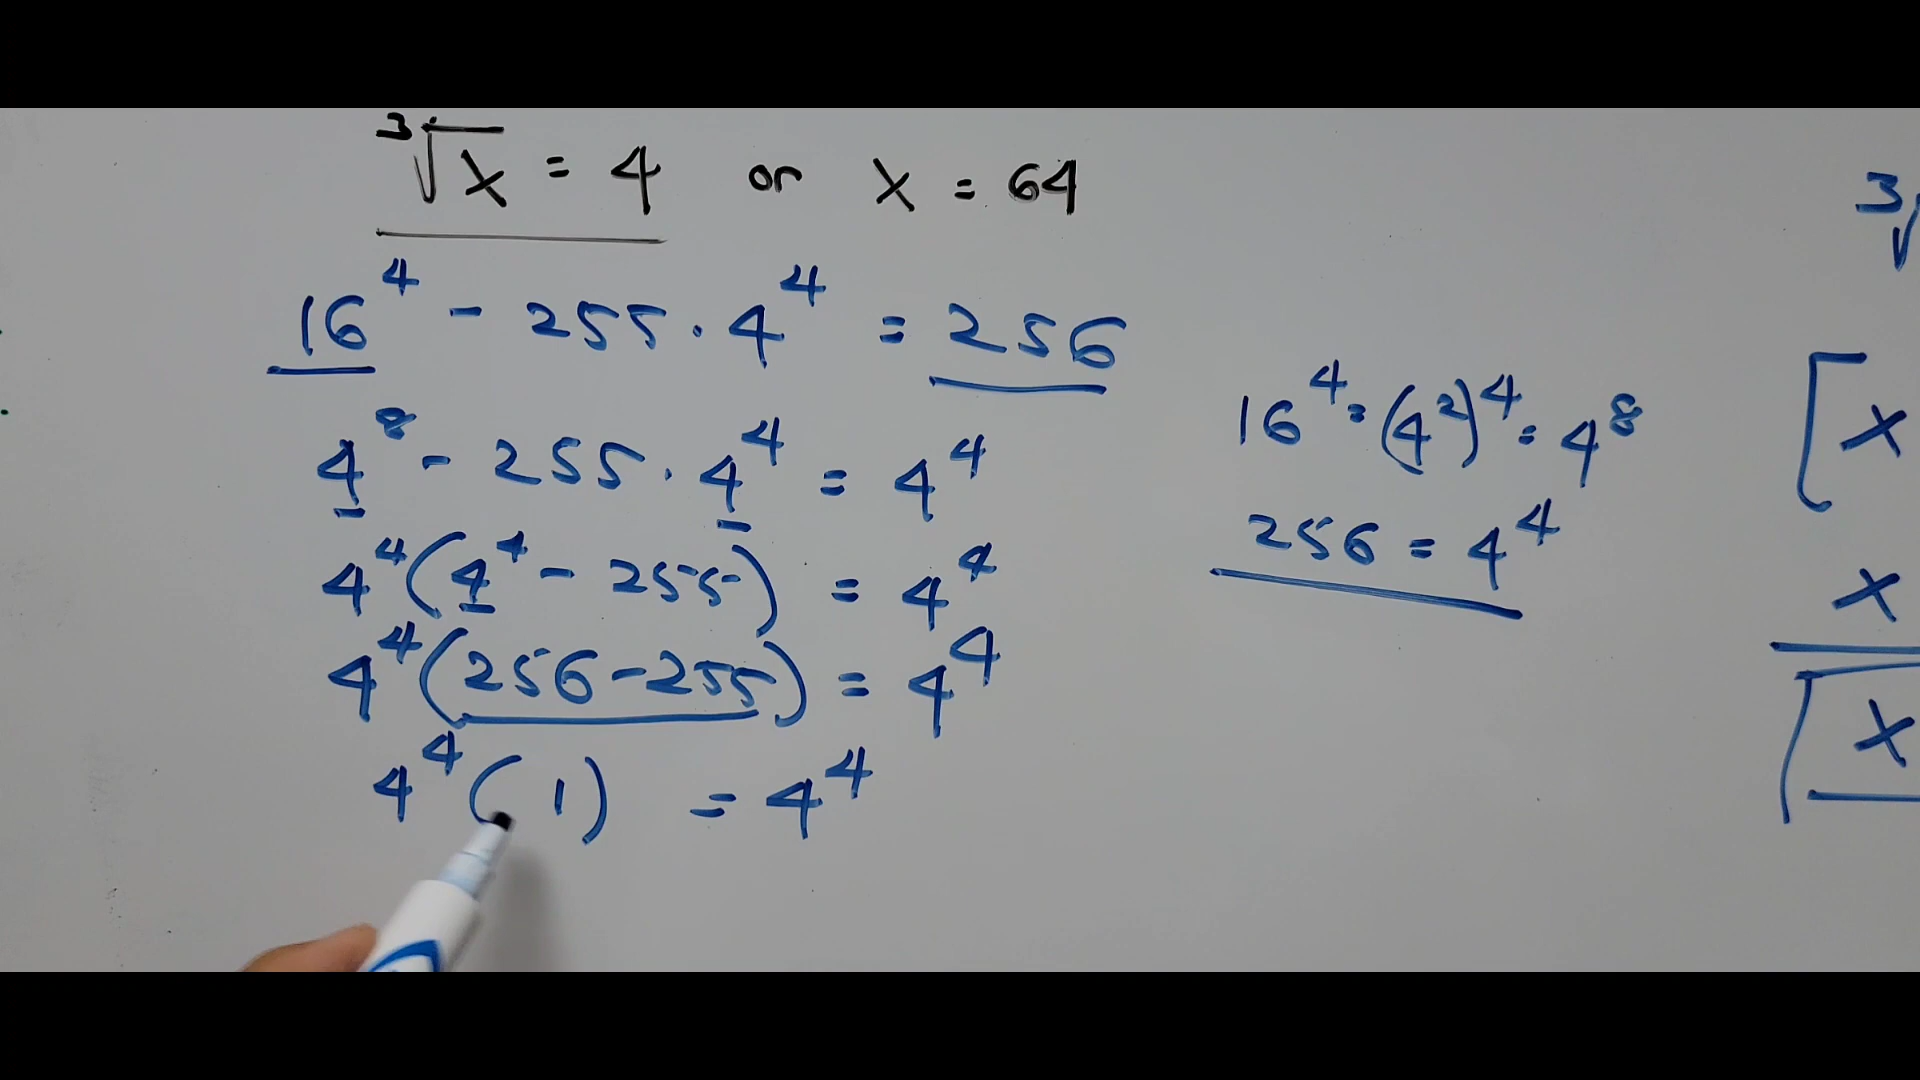 ∛x = 4 or x = 64
16⁴ - 255 · 4⁴ = 256
4⁸ - 255 · 4⁴ = 4⁴
4⁴(4⁴ - 255) = 4⁴
4⁴(256 - 255) = 4⁴
4⁴(1) = 4⁴
16⁴ = (4²)⁴ = 4⁸
256 = 4⁴
3√
[x
x
x